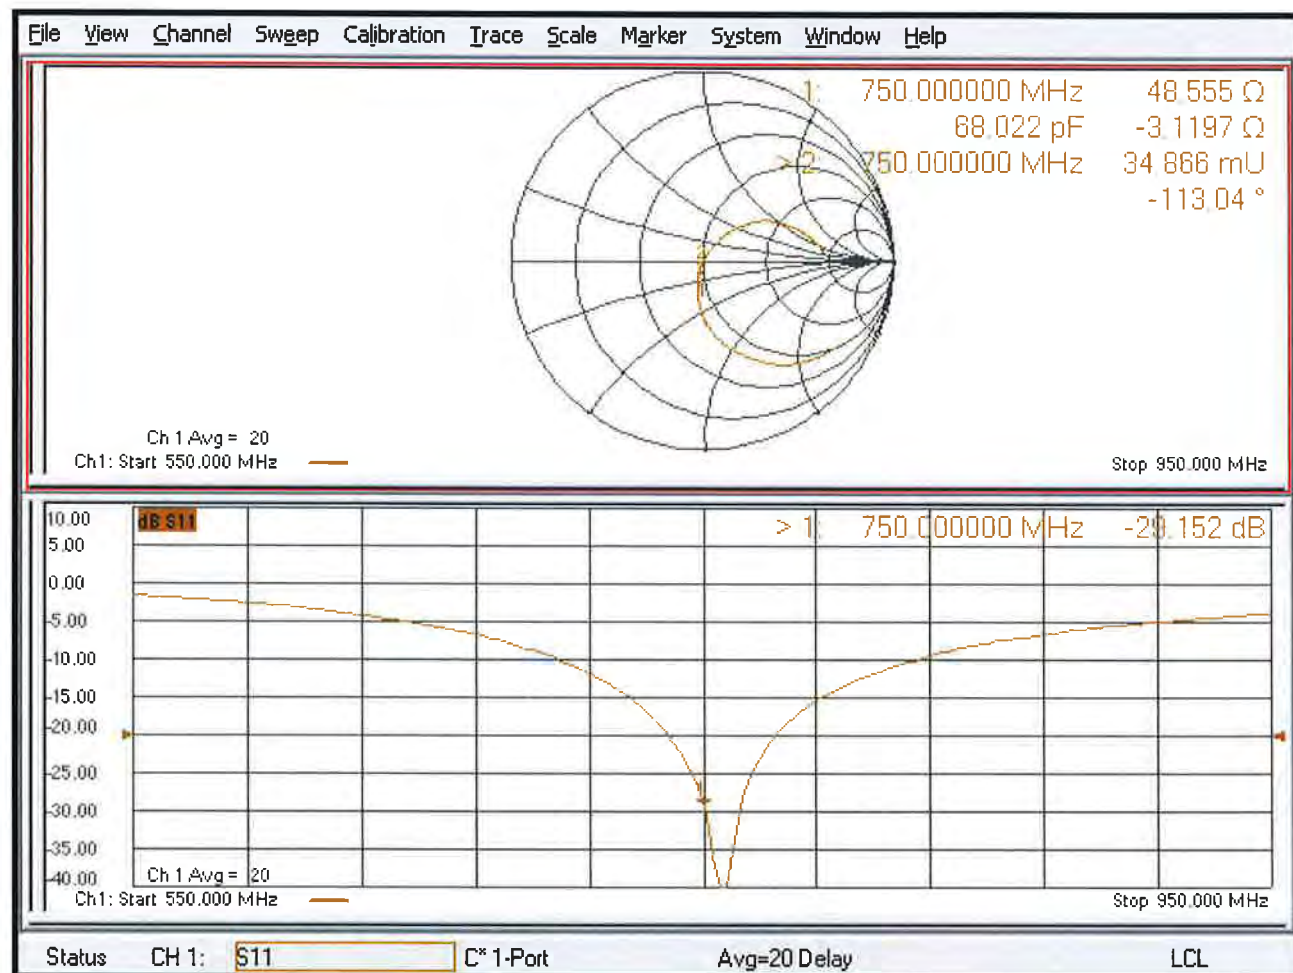 File View Channel Sweep Calibration Trace Scale Marker System Window Help
1: 750.000000 MHz 48.555 Ω
68.022 pF -3.1197 Ω
> 2: 750.000000 MHz 34.866 mU
-113.04 °
Ch 1 Avg = 20
Ch1: Start 550.000 MHz
Stop 950.000 MHz
10.00
dB S11
> 1: 750.000000 MHz -29.152 dB
5.00
0.00
-5.00
-10.00
-15.00
-20.00
-25.00
-30.00
-35.00
-40.00
Ch 1 Avg = 20
Ch1: Start 550.000 MHz
Stop 950.000 MHz
Status CH 1: S11 C* 1-Port Avg=20 Delay LCL